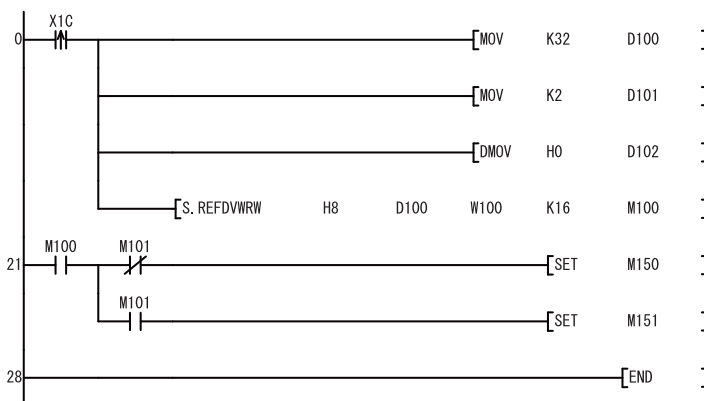 X1C
0 MOV K32 D100
MOV K2 D101
DMOV H0 D102
S.REFDVWRW H8 D100 W100 K16 M100
M100 M101
21 SET M150
M101
SET M151
28 END